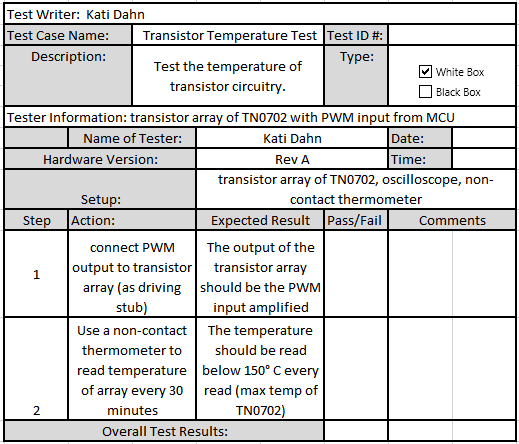 Test Writer: Kati Dahn
Test Case Name: Transistor Temperature Test Test ID #:
Description: Test the temperature of transistor circuitry. Type: White Box
Black Box
Tester Information: transistor array of TN0702 with PWM input from MCU
Name of Tester: Kati Dahn Date:
Hardware Version: Rev A Time:
Setup: transistor array of TN0702, oscilloscope, non-contact thermometer
Step Action: Expected Result Pass/Fail Comments
1 connect PWM output to transistor array (as driving stub) The output of the transistor array should be the PWM input amplified
2 Use a non-contact thermometer to read temperature of array every 30 minutes The temperature should be read below 150° C every read (max temp of TN0702)
Overall Test Results: